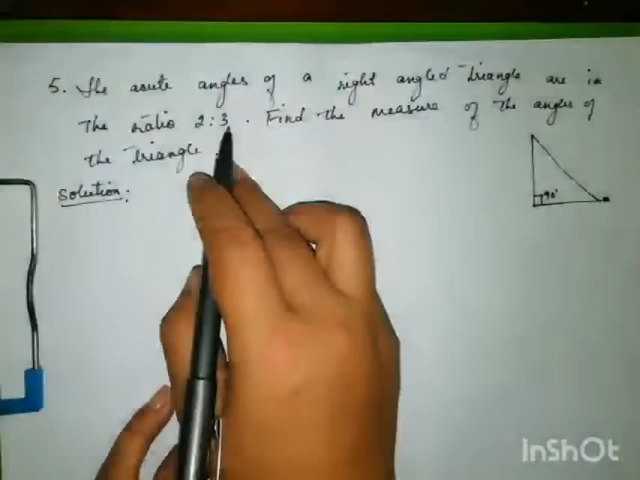 5. The acute angles of a right angled triangle are in
the ratio 2:3. Find the measure of the angles of
the triangle.
Solution:
90°
InShOt